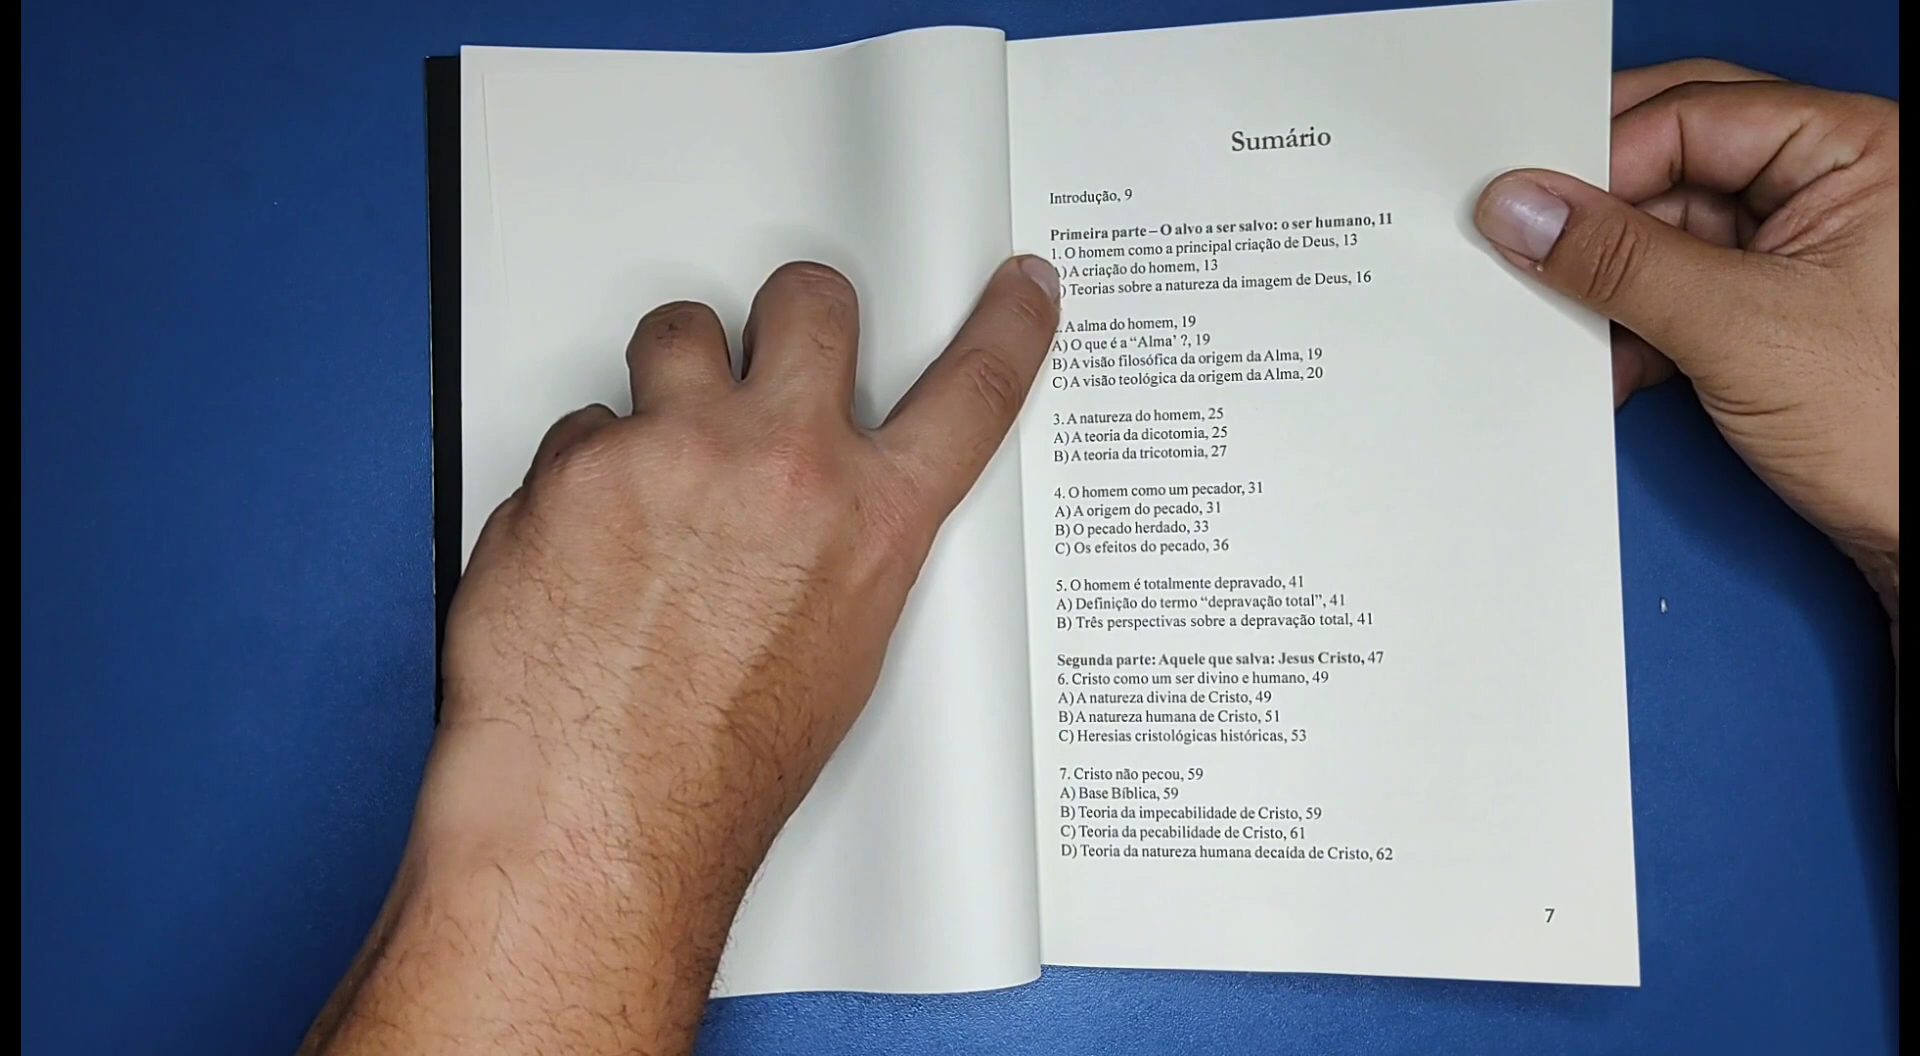 Sumário
Introdução, 9
Primeira parte – O alvo a ser salvo: o ser humano, 11
1. O homem como a principal criação de Deus, 13
) A criação do homem, 13
) Teorias sobre a natureza da imagem de Deus, 16
. A alma do homem, 19
A) O que é a “Alma’ ?, 19
B) A visão filosófica da origem da Alma, 19
C) A visão teológica da origem da Alma, 20
3. A natureza do homem, 25
A) A teoria da dicotomia, 25
B) A teoria da tricotomia, 27
4. O homem como um pecador, 31
A) A origem do pecado, 31
B) O pecado herdado, 33
C) Os efeitos do pecado, 36
5. O homem é totalmente depravado, 41
A) Definição do termo “depravação total”, 41
B) Três perspectivas sobre a depravação total, 41
Segunda parte: Aquele que salva: Jesus Cristo, 47
6. Cristo como um ser divino e humano, 49
A) A natureza divina de Cristo, 49
B) A natureza humana de Cristo, 51
C) Heresias cristológicas históricas, 53
7. Cristo não pecou, 59
A) Base Bíblica, 59
B) Teoria da impecabilidade de Cristo, 59
C) Teoria da pecabilidade de Cristo, 61
D) Teoria da natureza humana decaída de Cristo, 62
7